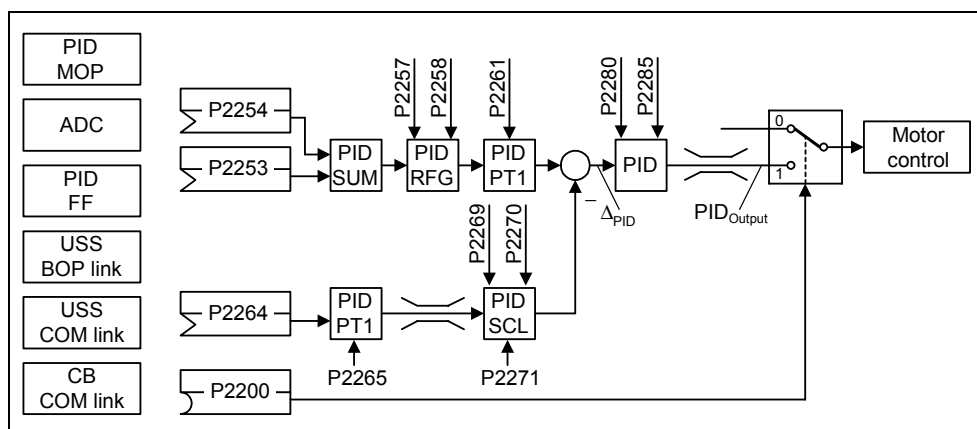 PID
MOP
ADC
PID
FF
USS
BOP link
USS
COM link
CB
COM link
P2254
P2253
P2264
P2200
PID
SUM
P2257
P2258
PID
RFG
P2261
PID
PT1
P2280
P2285
PID
−
ΔPID
PIDOutput
0
1
Motor
control
PID
PT1
P2265
P2269
P2270
PID
SCL
P2271